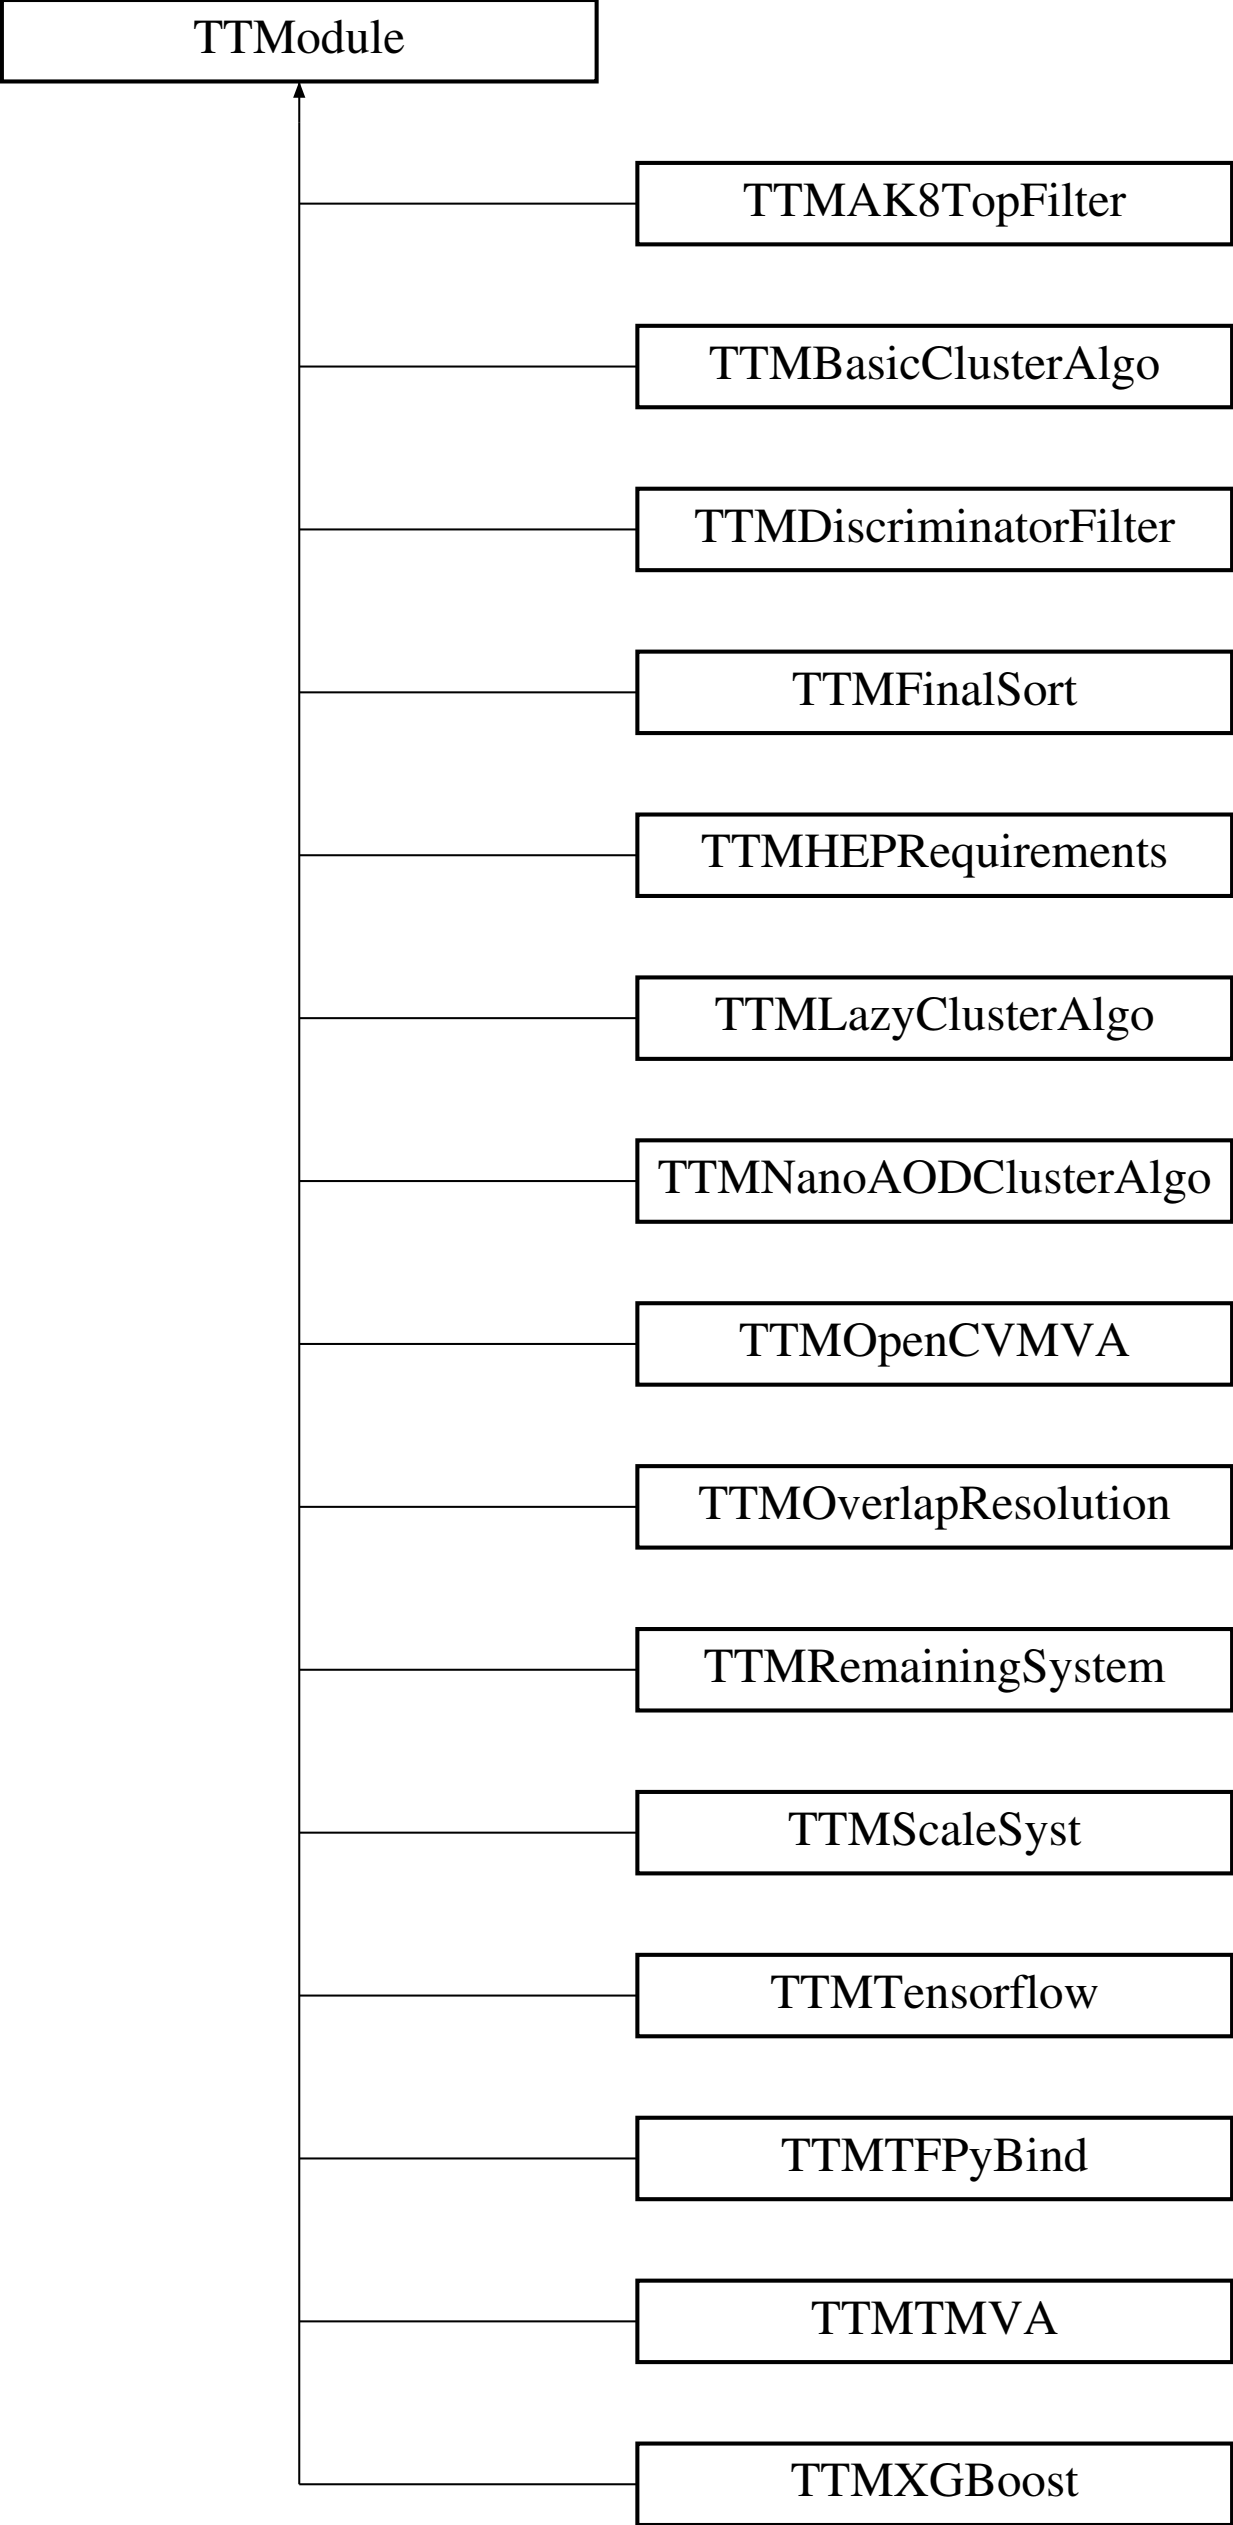 TTModule
TTMAK8TopFilter
TTMBasicClusterAlgo
TTMDiscriminatorFilter
TTMFinalSort
TTMHEPRequirements
TTMLazyClusterAlgo
TTMNanoAODClusterAlgo
TTMOpenCVMVA
TTMOverlapResolution
TTMRemainingSystem
TTMScaleSyst
TTMTensorflow
TTMTFPyBind
TTMTMVA
TTMXGBoost